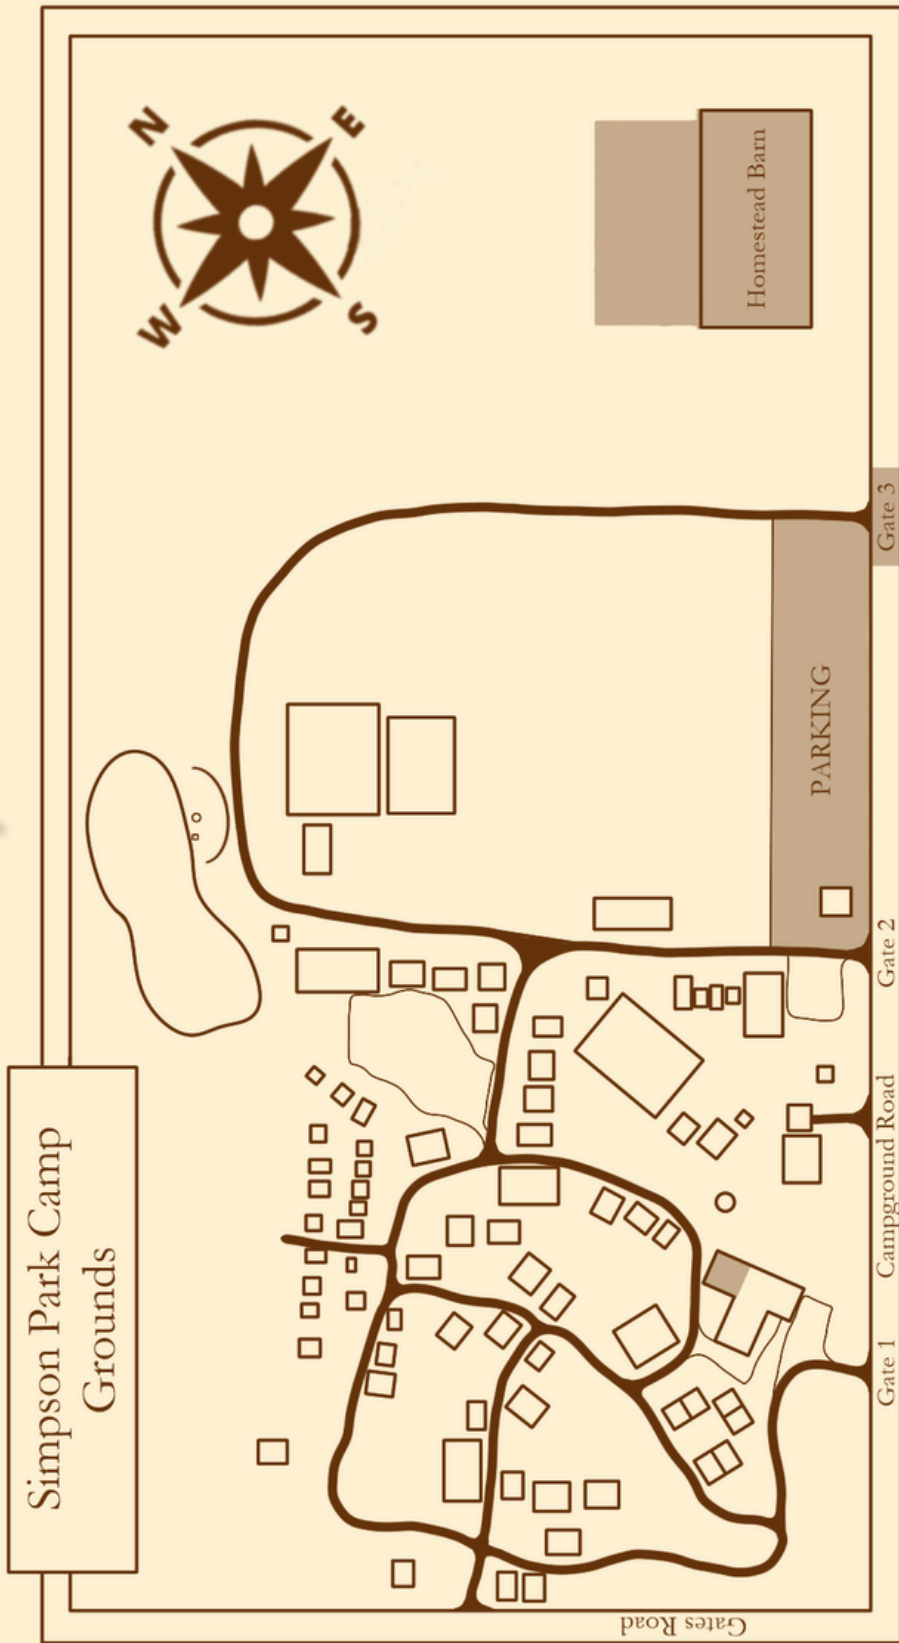 Simpson Park Camp
Grounds
N
E
S
W
Homestead Barn
PARKING
Gate 1
Campground Road
Gate 2
Gate 3
Gates Road